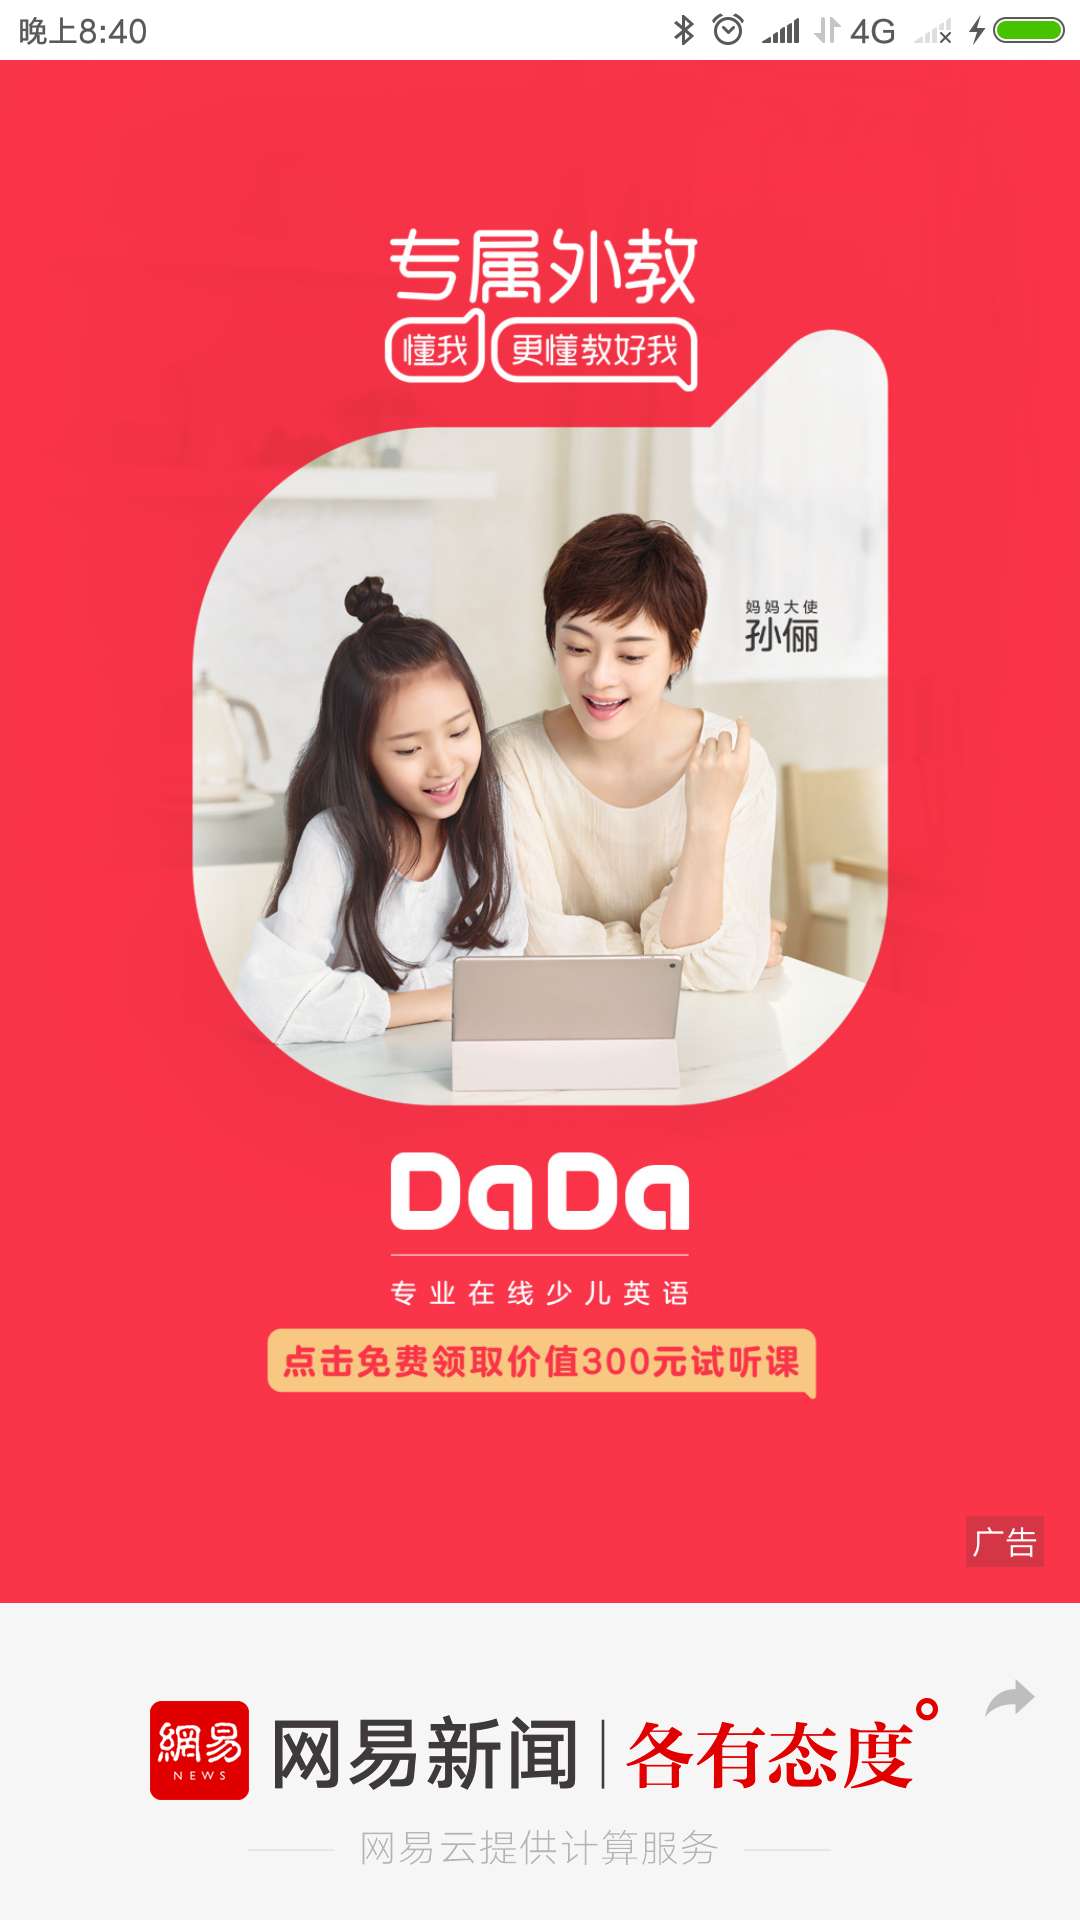 晚上8:40
4G
专属外教
懂我 更懂教好我
妈妈大使
孙俪
DaDa
专业在线少儿英语
点击免费领取价值300元试听课
广告
網易
NEWS
网易新闻 | 各有态度°
网易云提供计算服务